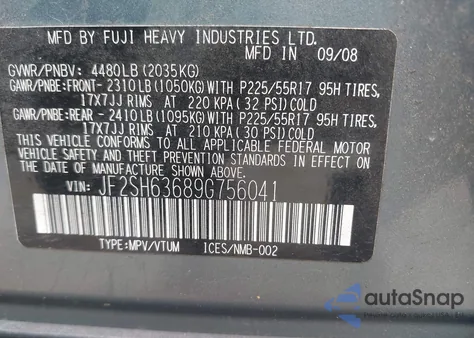 MFD BY FUJI HEAVY INDUSTRIES LTD.
IN 09/08
GVWR/PNBV: 4480LB (2035KG)
GAWR/PNBE:FRONT- 2310LB (1050KG)WITH P225/55R17 95H TIRES,
17X7JJ RIMS AT 220 KPA (32 PSI)COLD
GAWR/PNBE:REAR - 2410LB (1095KG)WITH P225/55R17 95H TIRES,
17X7JJ RIMS AT 210 KPA (30 PSI)COLD
THIS VEHICLE CONFORMS TO ALL APPLICABLE FEDERAL MOTOR
VEHICLE SAFETY AND BUMPER STANDARDS IN EFFECT ON THE
DATE OF MANUFACTURE SHOWN ABOVE.
VIN: JF2SH63689G756041
TYPE:MPV/VTUM ICES/NMB-002
autoSnap